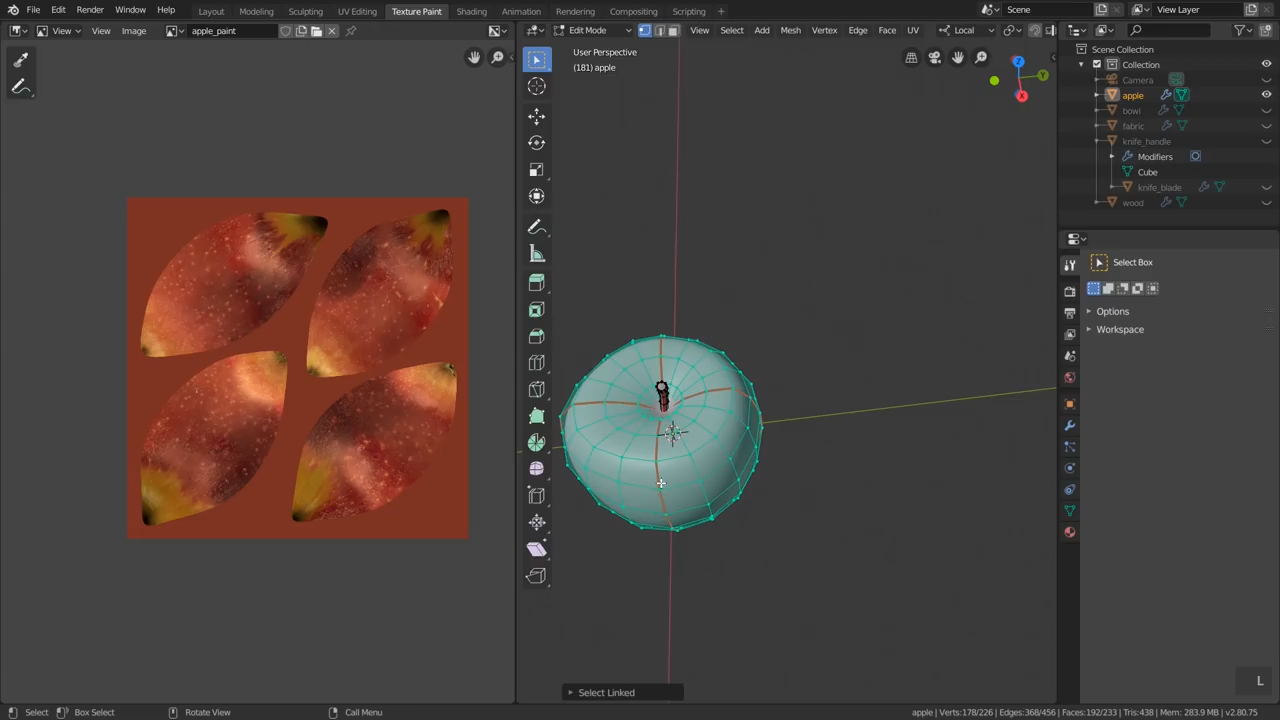 File Edit Render Window Help
Layout Modeling Sculpting UV Editing Texture Paint Shading Animation Rendering Compositing Scripting +
Scene
View Layer
View View Image apple_paint
Edit Mode View Select Add Mesh Vertex Edge Face UV Local
User Perspective
(181) apple
Z
Y
X
Scene Collection
Collection
Camera
apple
bowl
fabric
knife_handle
Modifiers
Cube
knife_blade
wood
Select Box
Options
Workspace
Select Linked
L
Select Box Select Rotate View Call Menu
apple | Verts:178/226 | Edges:368/456 | Faces:192/233 | Tris:438 | Mem: 283.9 MB | v2.80.75